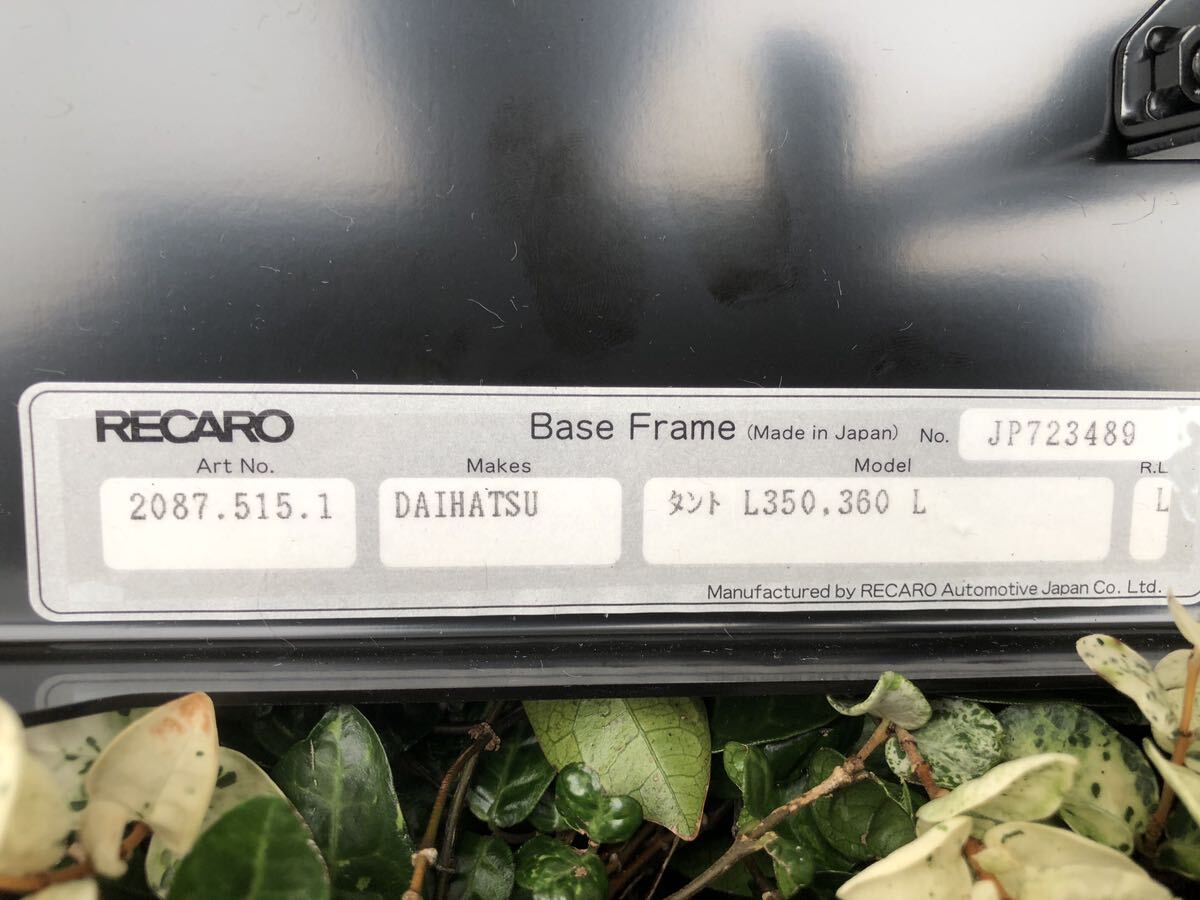 RECARO Base Frame (Made in Japan) No. JP723489
Art No. Makes Model R.L
2087.515.1 DAIHATSU タント L350,360 L L
Manufactured by RECARO Automotive Japan Co. Ltd.